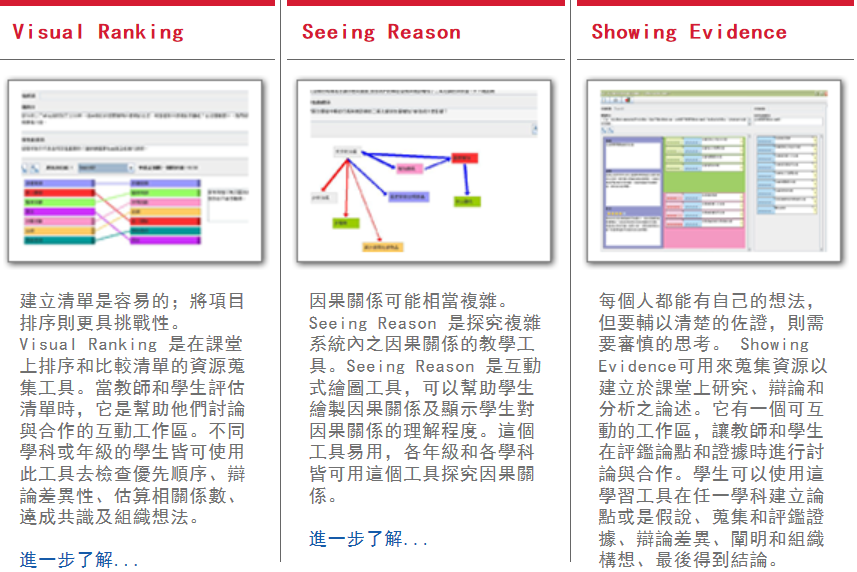 Visual Ranking
建立清單是容易的；將項目
排序則更具挑戰性。
Visual Ranking 是在課堂
上排序和比較清單的資源蒐
集工具。當教師和學生評估
清單時，它是幫助他們討論
與合作的互動工作區。不同
學科或年級的學生皆可使用
此工具去檢查優先順序、辯
論差異性、估算相關係數、
達成共識及組織想法。
進一步了解...
Seeing Reason
因果關係可能相當複雜。
Seeing Reason 是探究複雜
系統內之因果關係的教學工
具。Seeing Reason 是互動
式繪圖工具，可以幫助學生
繪製因果關係及顯示學生對
因果關係的理解程度。這個
工具易用，各年級和各學科
皆可用這個工具探究因果關
係。
進一步了解...
Showing Evidence
每個人都能有自己的想法，
但要輔以清楚的佐證，則需
要審慎的思考。 Showing
Evidence可用來蒐集資源以
建立於課堂上研究、辯論和
分析之論述。它有一個可互
動的工作區，讓教師和學生
在評鑑論點和證據時進行討
論與合作。學生可以使用這
學習工具在任一學科建立論
點或是假說、蒐集和評鑑證
據、辯論差異、闡明和組織
構想、最後得到結論。